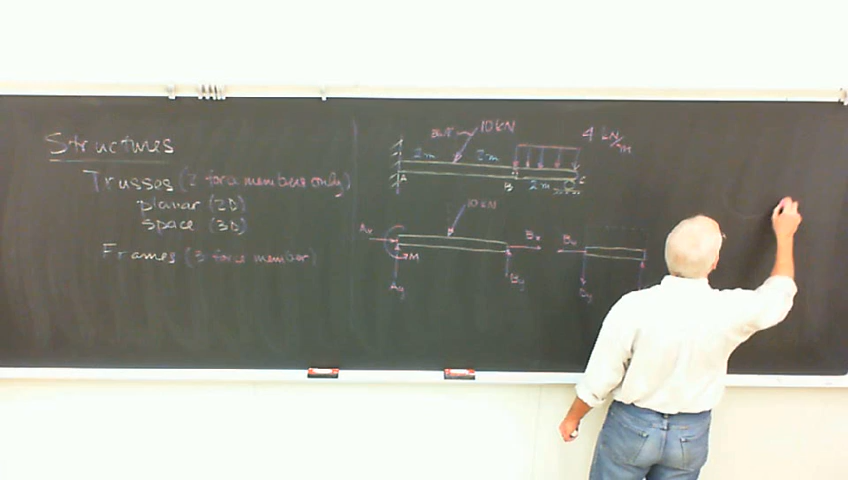 Structures
Trusses (2 force members only)
planar (2D)
space (3D)
Frames (3 force member)
10 kN
4 kN/m
2m 2m
A
B
2m
C
10 kN
Ax
M
Ay
Bx
By
Bx
By